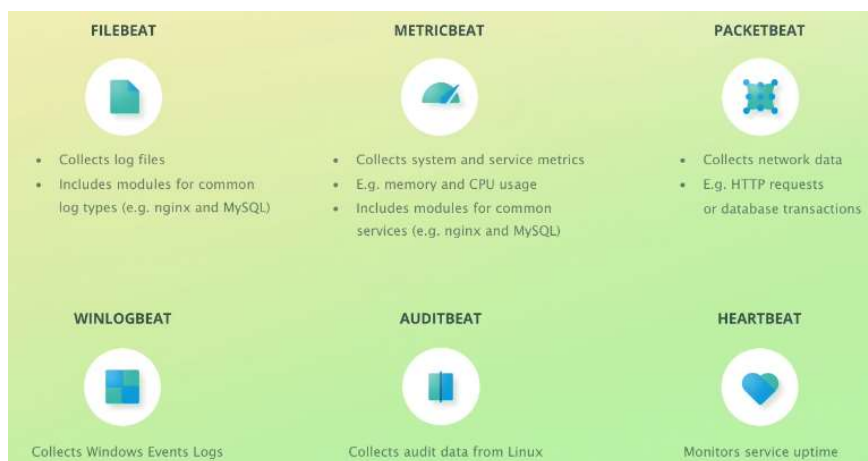 FILEBEAT
METRICBEAT
PACKETBEAT
• Collects log files
• Includes modules for common
log types (e.g. nginx and MySQL)
• Collects system and service metrics
• E.g. memory and CPU usage
• Includes modules for common
services (e.g. nginx and MySQL)
• Collects network data
• E.g. HTTP requests
or database transactions
WINLOGBEAT
AUDITBEAT
HEARTBEAT
Collects Windows Events Logs
Collects audit data from Linux
Monitors service uptime